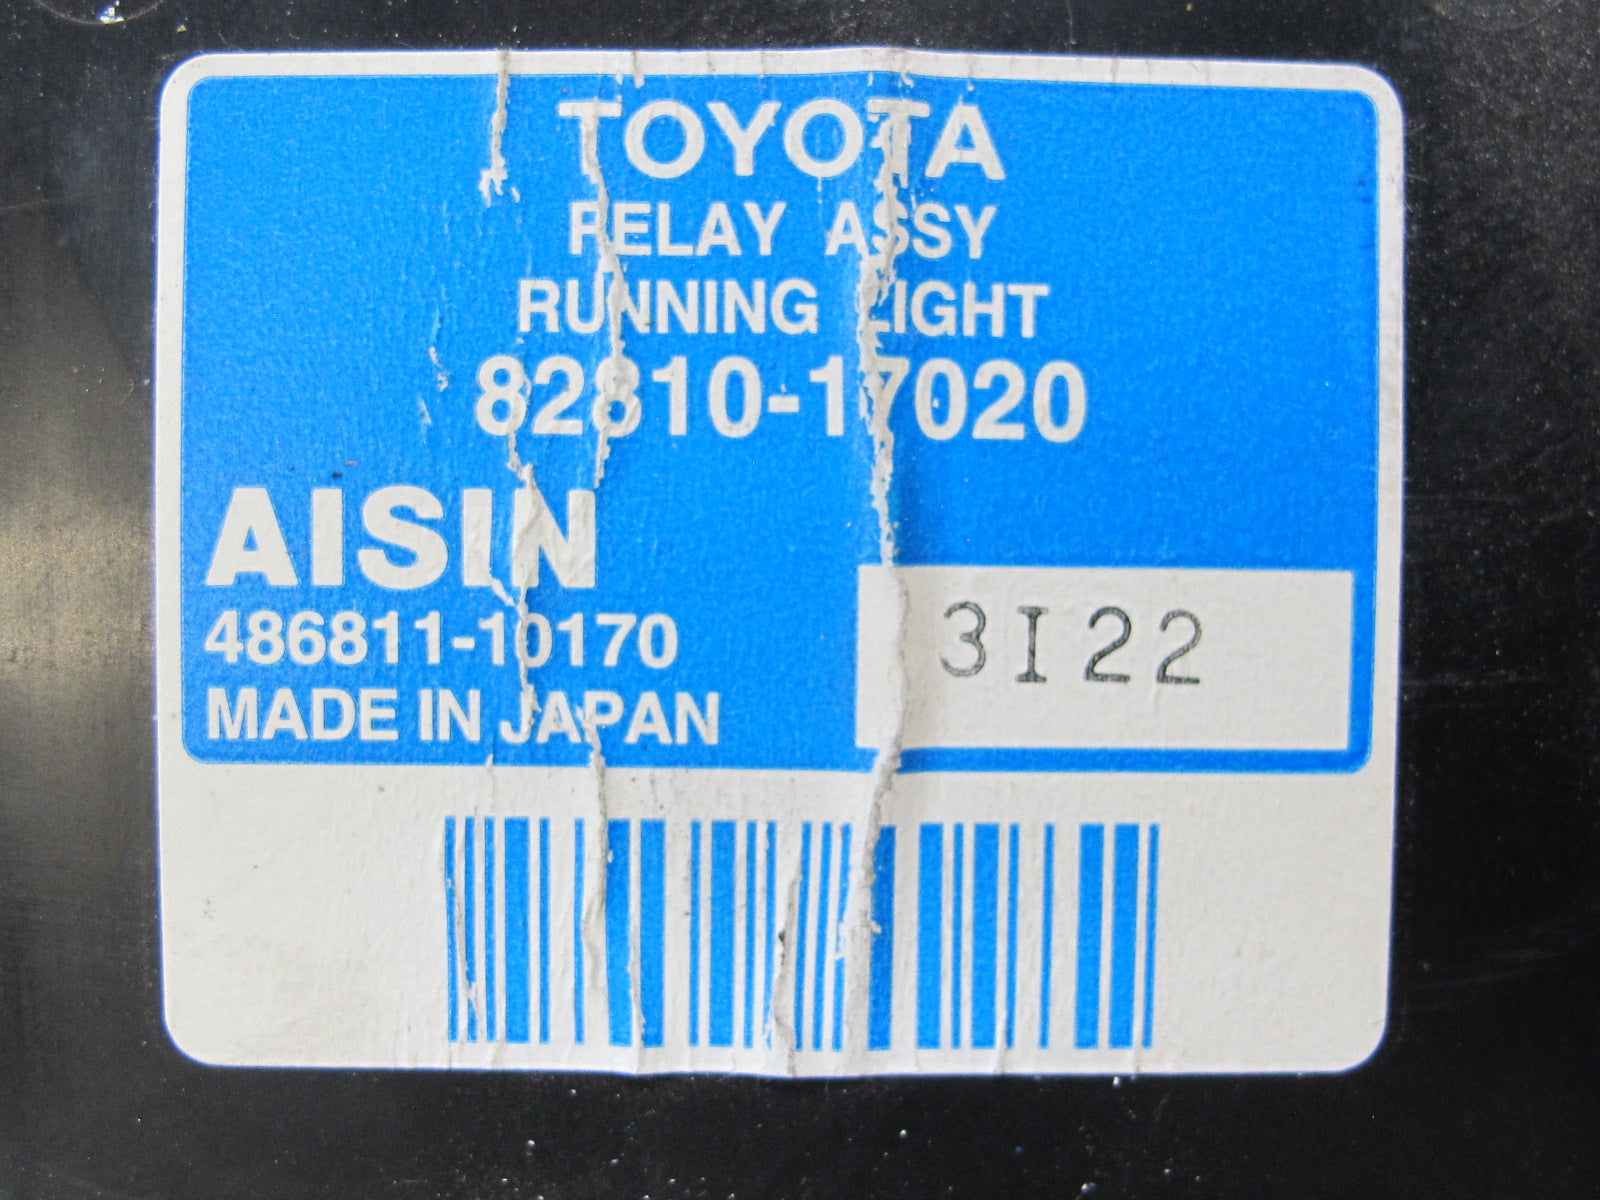 TOYOTA
RELAY ASSY
RUNNING LIGHT
82810-17020
AISIN
486811-10170
3I22
MADE IN JAPAN